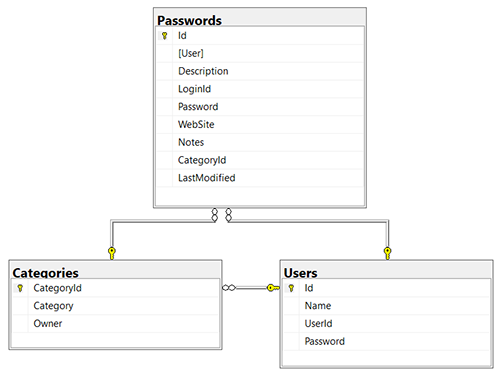 Passwords
Id
[User]
Description
LoginId
Password
WebSite
Notes
CategoryId
LastModified
Categories
CategoryId
Category
Owner
Users
Id
Name
UserId
Password